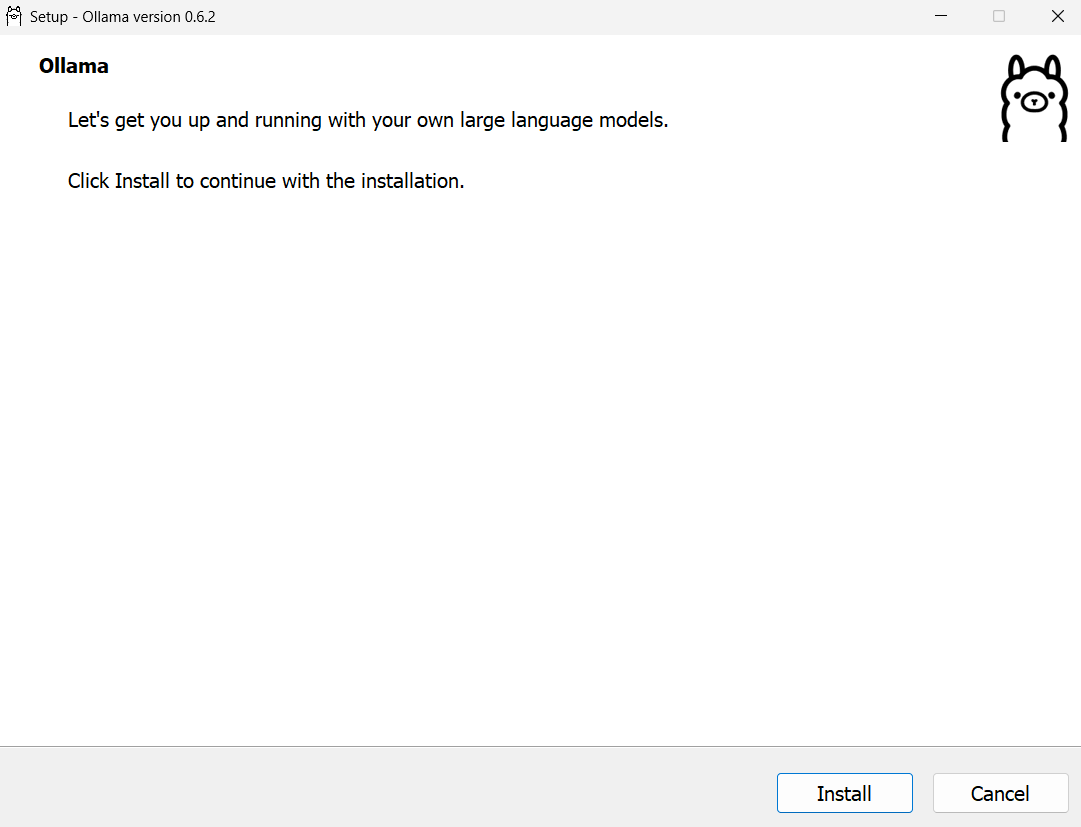 Setup - Ollama version 0.6.2
Ollama
Let's get you up and running with your own large language models.
Click Install to continue with the installation.
Install
Cancel